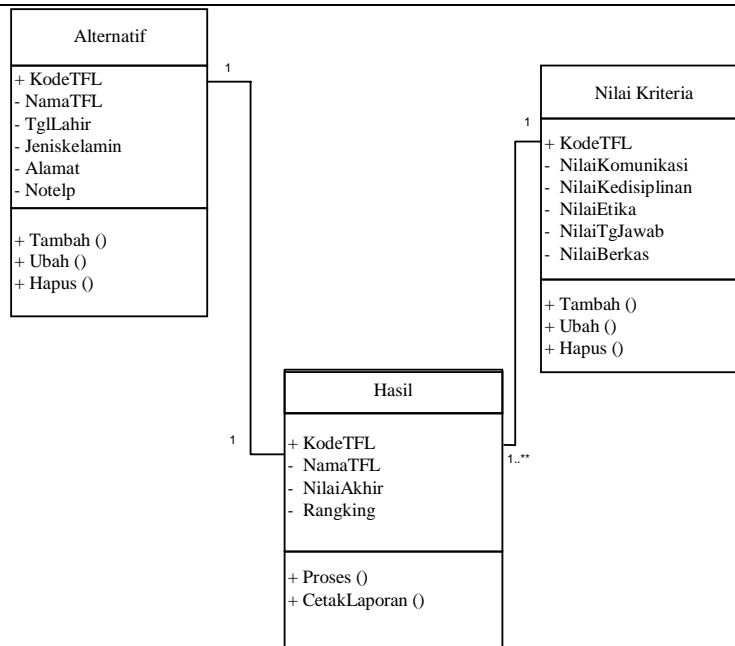 Alternatif
+ KodeTFL
- NamaTFL
- TglLahir
- Jeniskelamin
- Alamat
- Notelp
+ Tambah ()
+ Ubah ()
+ Hapus ()
1
1
Nilai Kriteria
+ KodeTFL
- NilaiKomunikasi
- NilaiKedisiplinan
- NilaiEtika
- NilaiTgJawab
- NilaiBerkas
+ Tambah ()
+ Ubah ()
+ Hapus ()
1
1..**
Hasil
+ KodeTFL
- NamaTFL
- NilaiAkhir
- Rangking
+ Proses ()
+ CetakLaporan ()